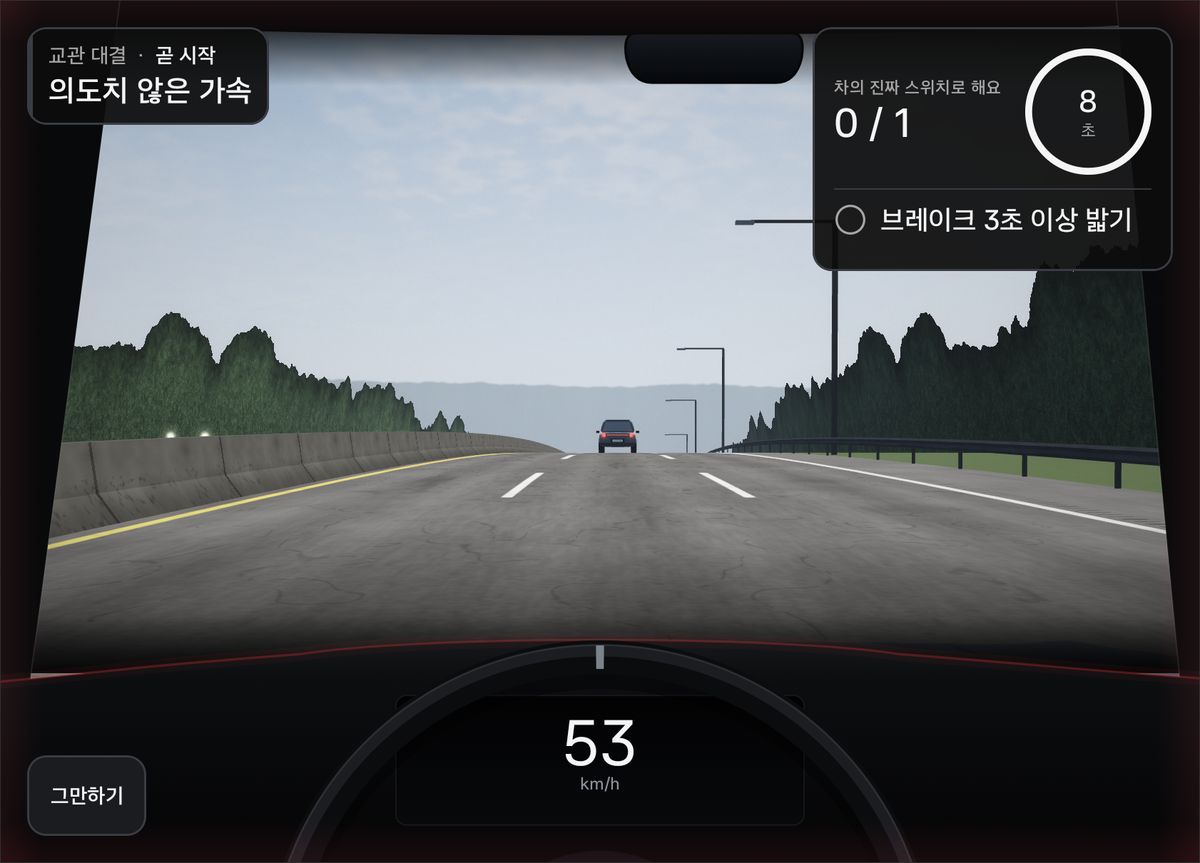 교관 대결 · 곧 시작
의도치 않은 가속
차의 진짜 스위치로 해요
0 / 1
8
초
브레이크 3초 이상 밟기
53
km/h
그만하기